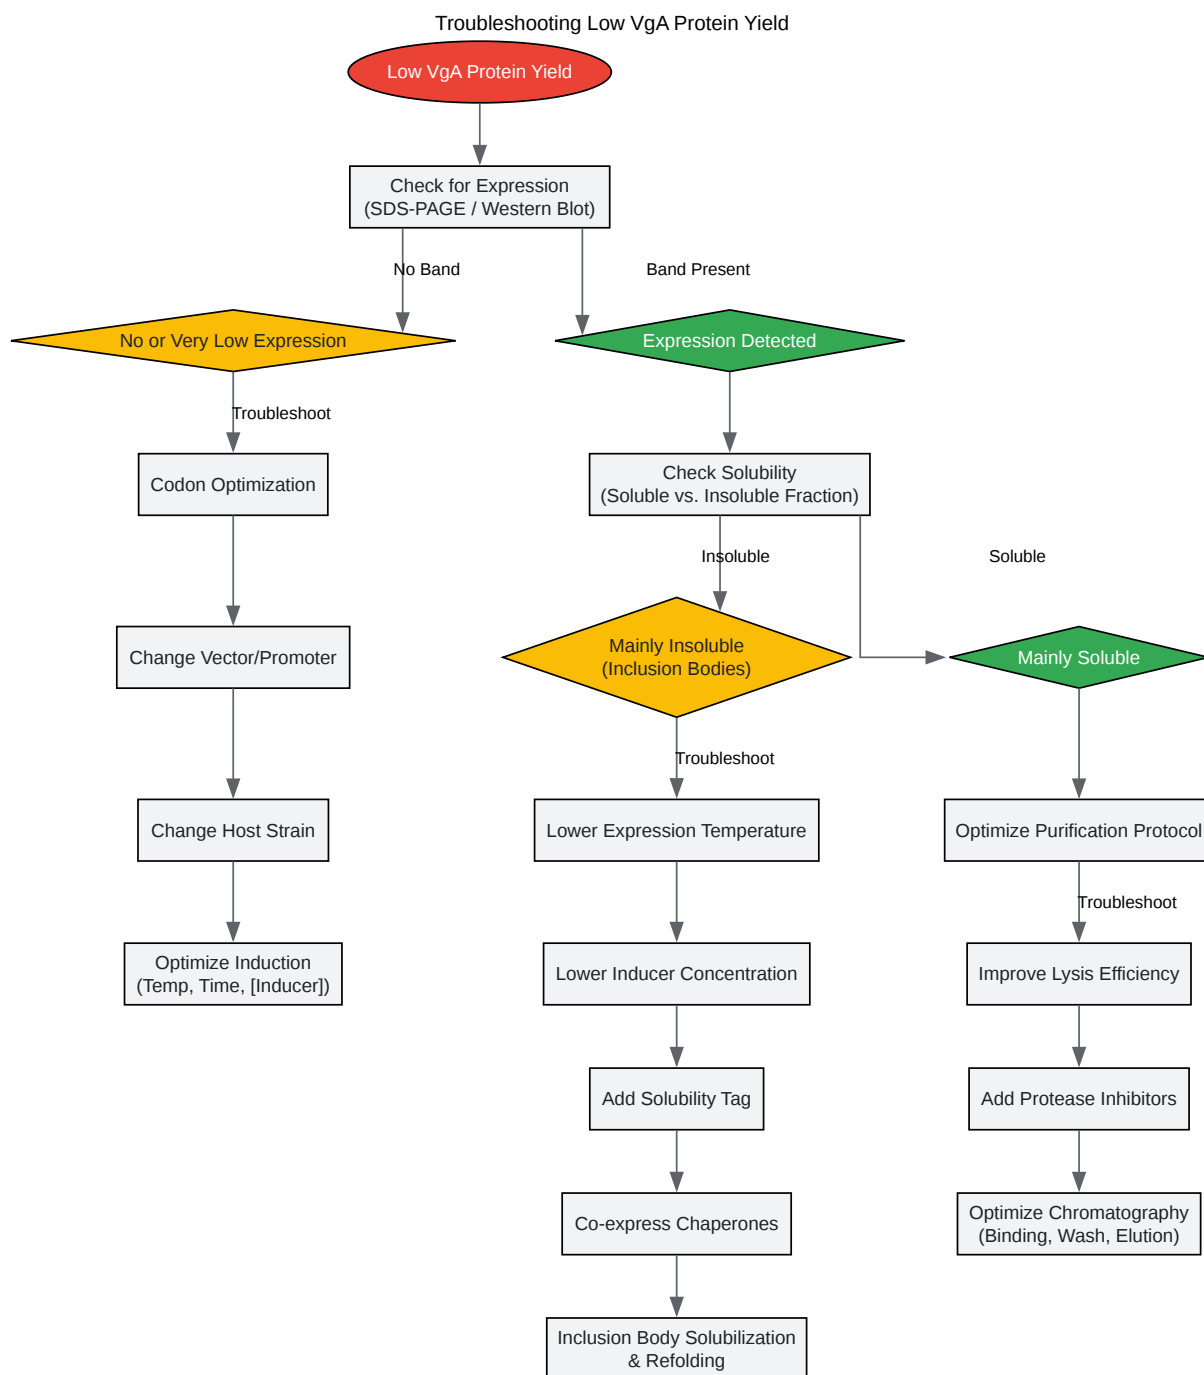 Troubleshooting Low VgA Protein Yield
Low VgA Protein Yield
Check for Expression
(SDS-PAGE / Western Blot)
No Band
Band Present
No or Very Low Expression
Expression Detected
Troubleshoot
Codon Optimization
Check Solubility
(Soluble vs. Insoluble Fraction)
Insoluble
Soluble
Change Vector/Promoter
Mainly Insoluble
(Inclusion Bodies)
Mainly Soluble
Troubleshoot
Change Host Strain
Lower Expression Temperature
Optimize Purification Protocol
Troubleshoot
Optimize Induction
(Temp, Time, [Inducer])
Lower Inducer Concentration
Improve Lysis Efficiency
Add Solubility Tag
Add Protease Inhibitors
Co-express Chaperones
Optimize Chromatography
(Binding, Wash, Elution)
Inclusion Body Solubilization
& Refolding